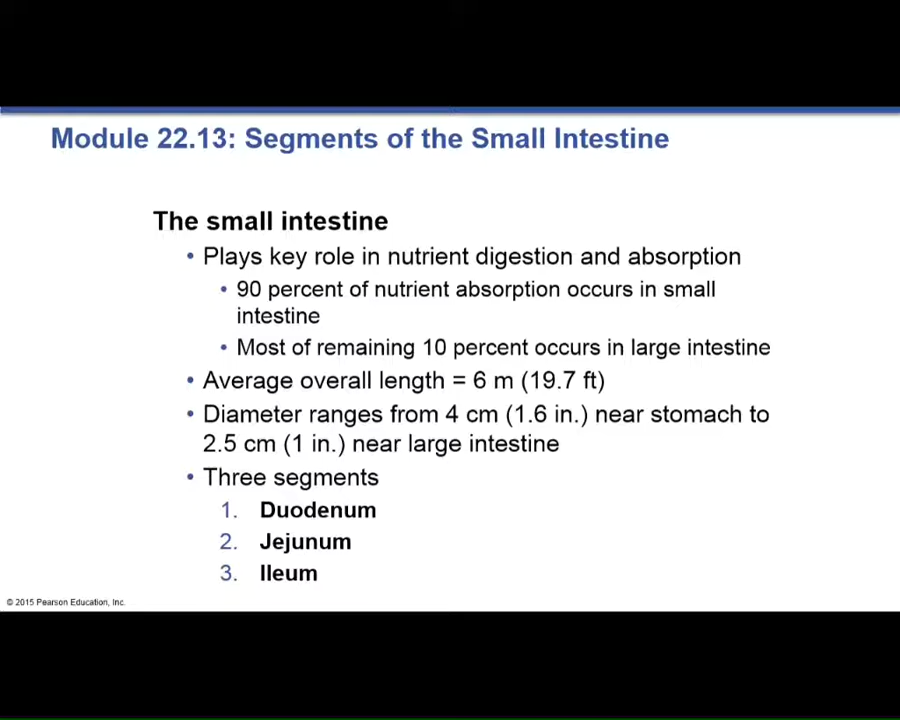 Module 22.13: Segments of the Small Intestine
The small intestine
• Plays key role in nutrient digestion and absorption
• 90 percent of nutrient absorption occurs in small
intestine
• Most of remaining 10 percent occurs in large intestine
• Average overall length = 6 m (19.7 ft)
• Diameter ranges from 4 cm (1.6 in.) near stomach to
2.5 cm (1 in.) near large intestine
• Three segments
1. Duodenum
2. Jejunum
3. Ileum
© 2015 Pearson Education, Inc.